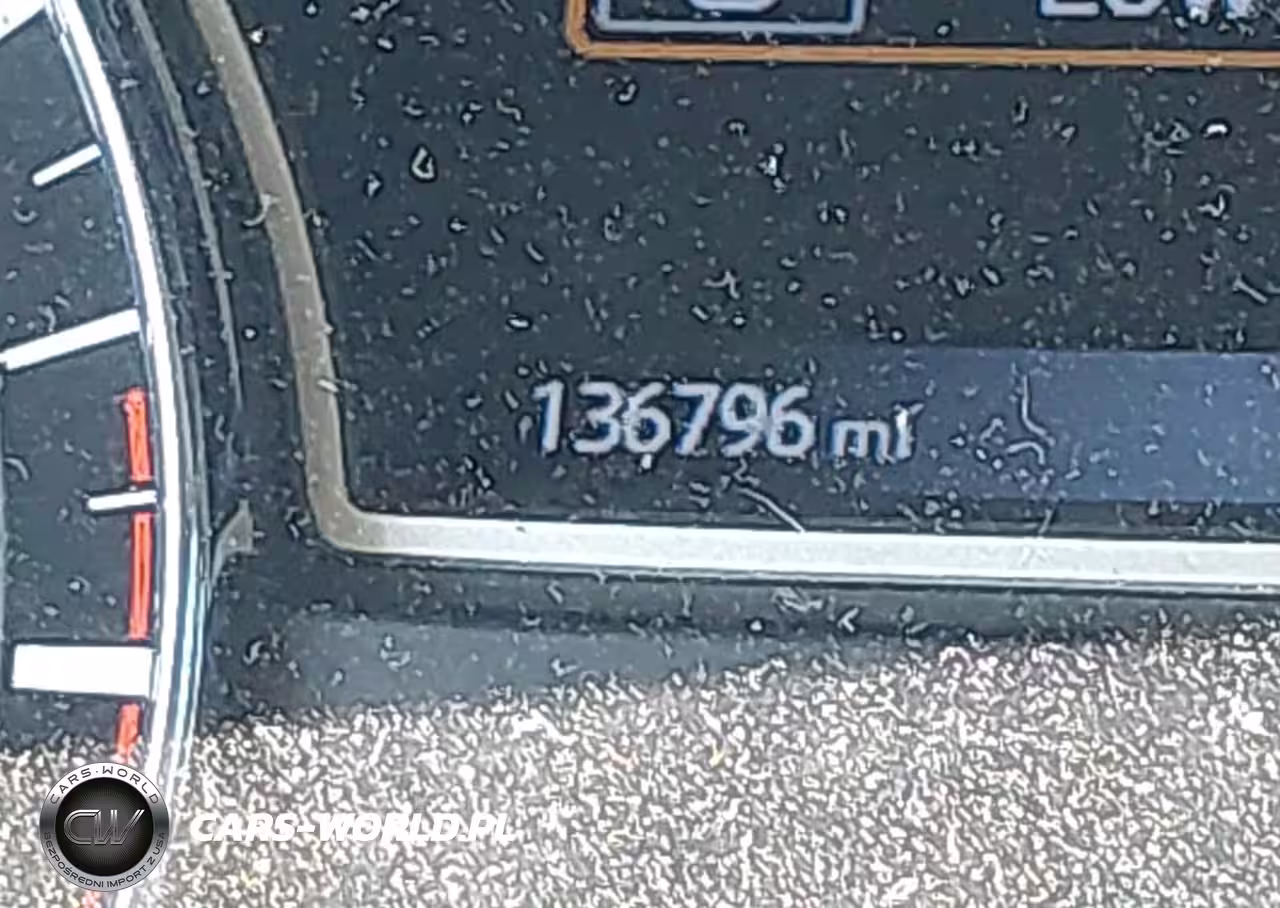 136796 mi
CARS-WORLD
CW
BEZPOŚREDNI IMPORT Z USA
CARS-WORLD.PL